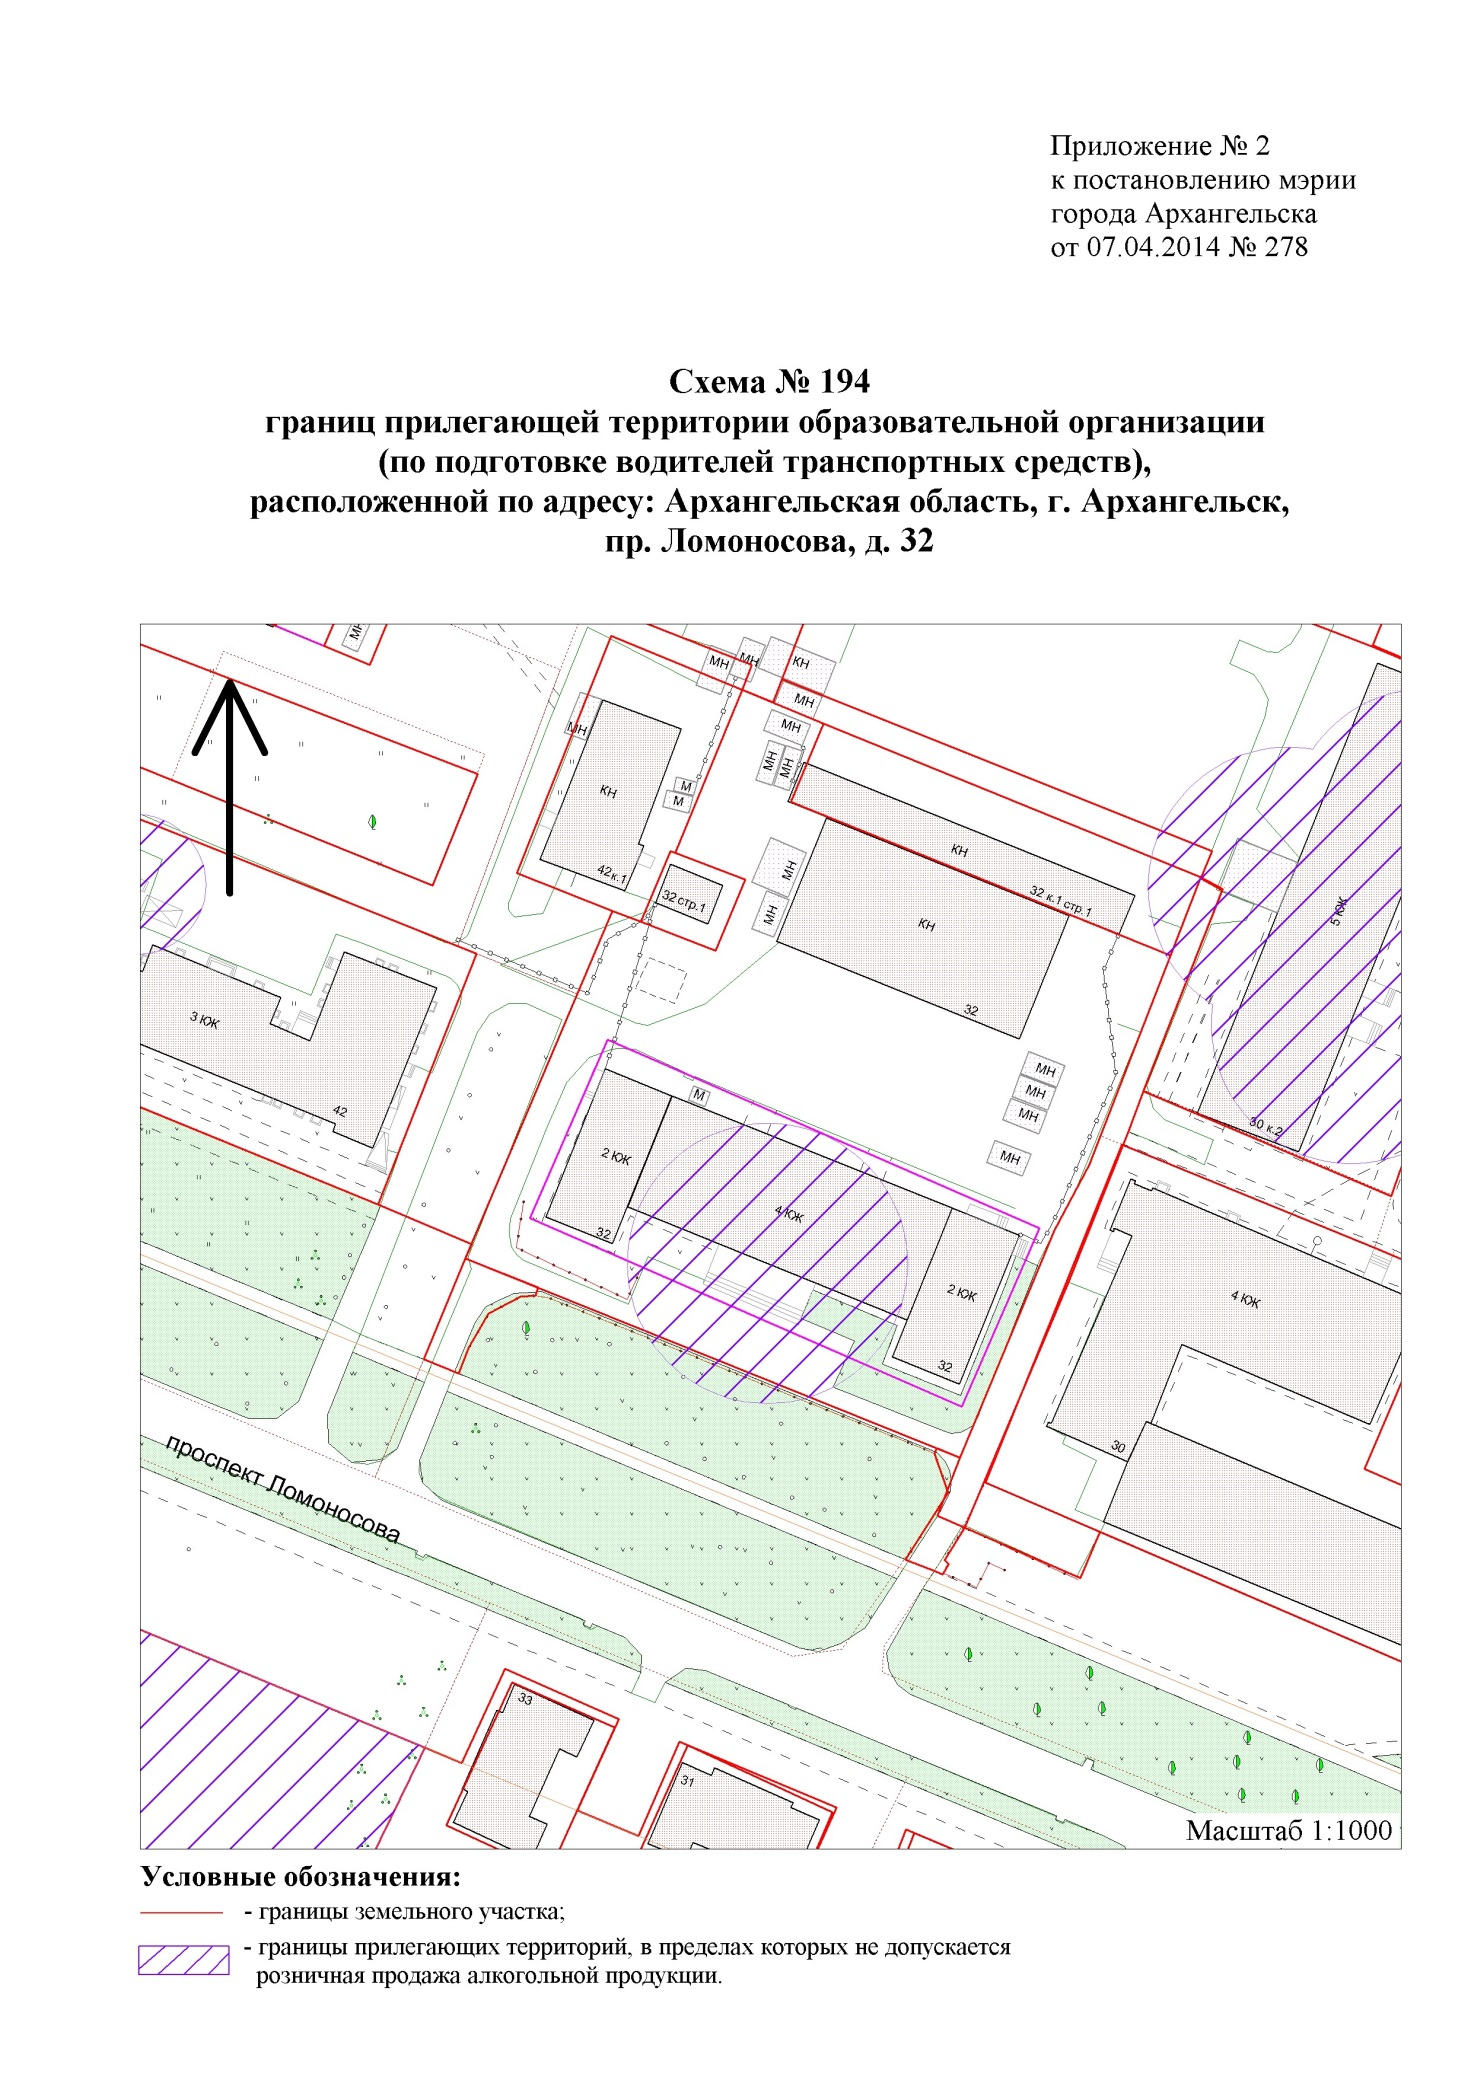 Приложение № 2
к постановлению мэрии
города Архангельска
от 07.04.2014 № 278
Схема № 194
границ прилегающей территории образовательной организации
(по подготовке водителей транспортных средств),
расположенной по адресу: Архангельская область, г. Архангельск,
пр. Ломоносова, д. 32
МН
МН
МН
КН
МН
МН
МН
МН
МН
КН
М
М
42к.1
32 стр.1
МН
МН
КН
32 к.1 стр.1
КН
32
5 КЖ
3 КЖ
42
МН
МН
МН
МН
М
2 КЖ
32
4 КЖ
2 КЖ
32
30 к.2
4 КЖ
30
проспект Ломоносова
33
31
Масштаб 1:1000
Условные обозначения:
- границы земельного участка;
- границы прилегающих территорий, в пределах которых не допускается
розничная продажа алкогольной продукции.